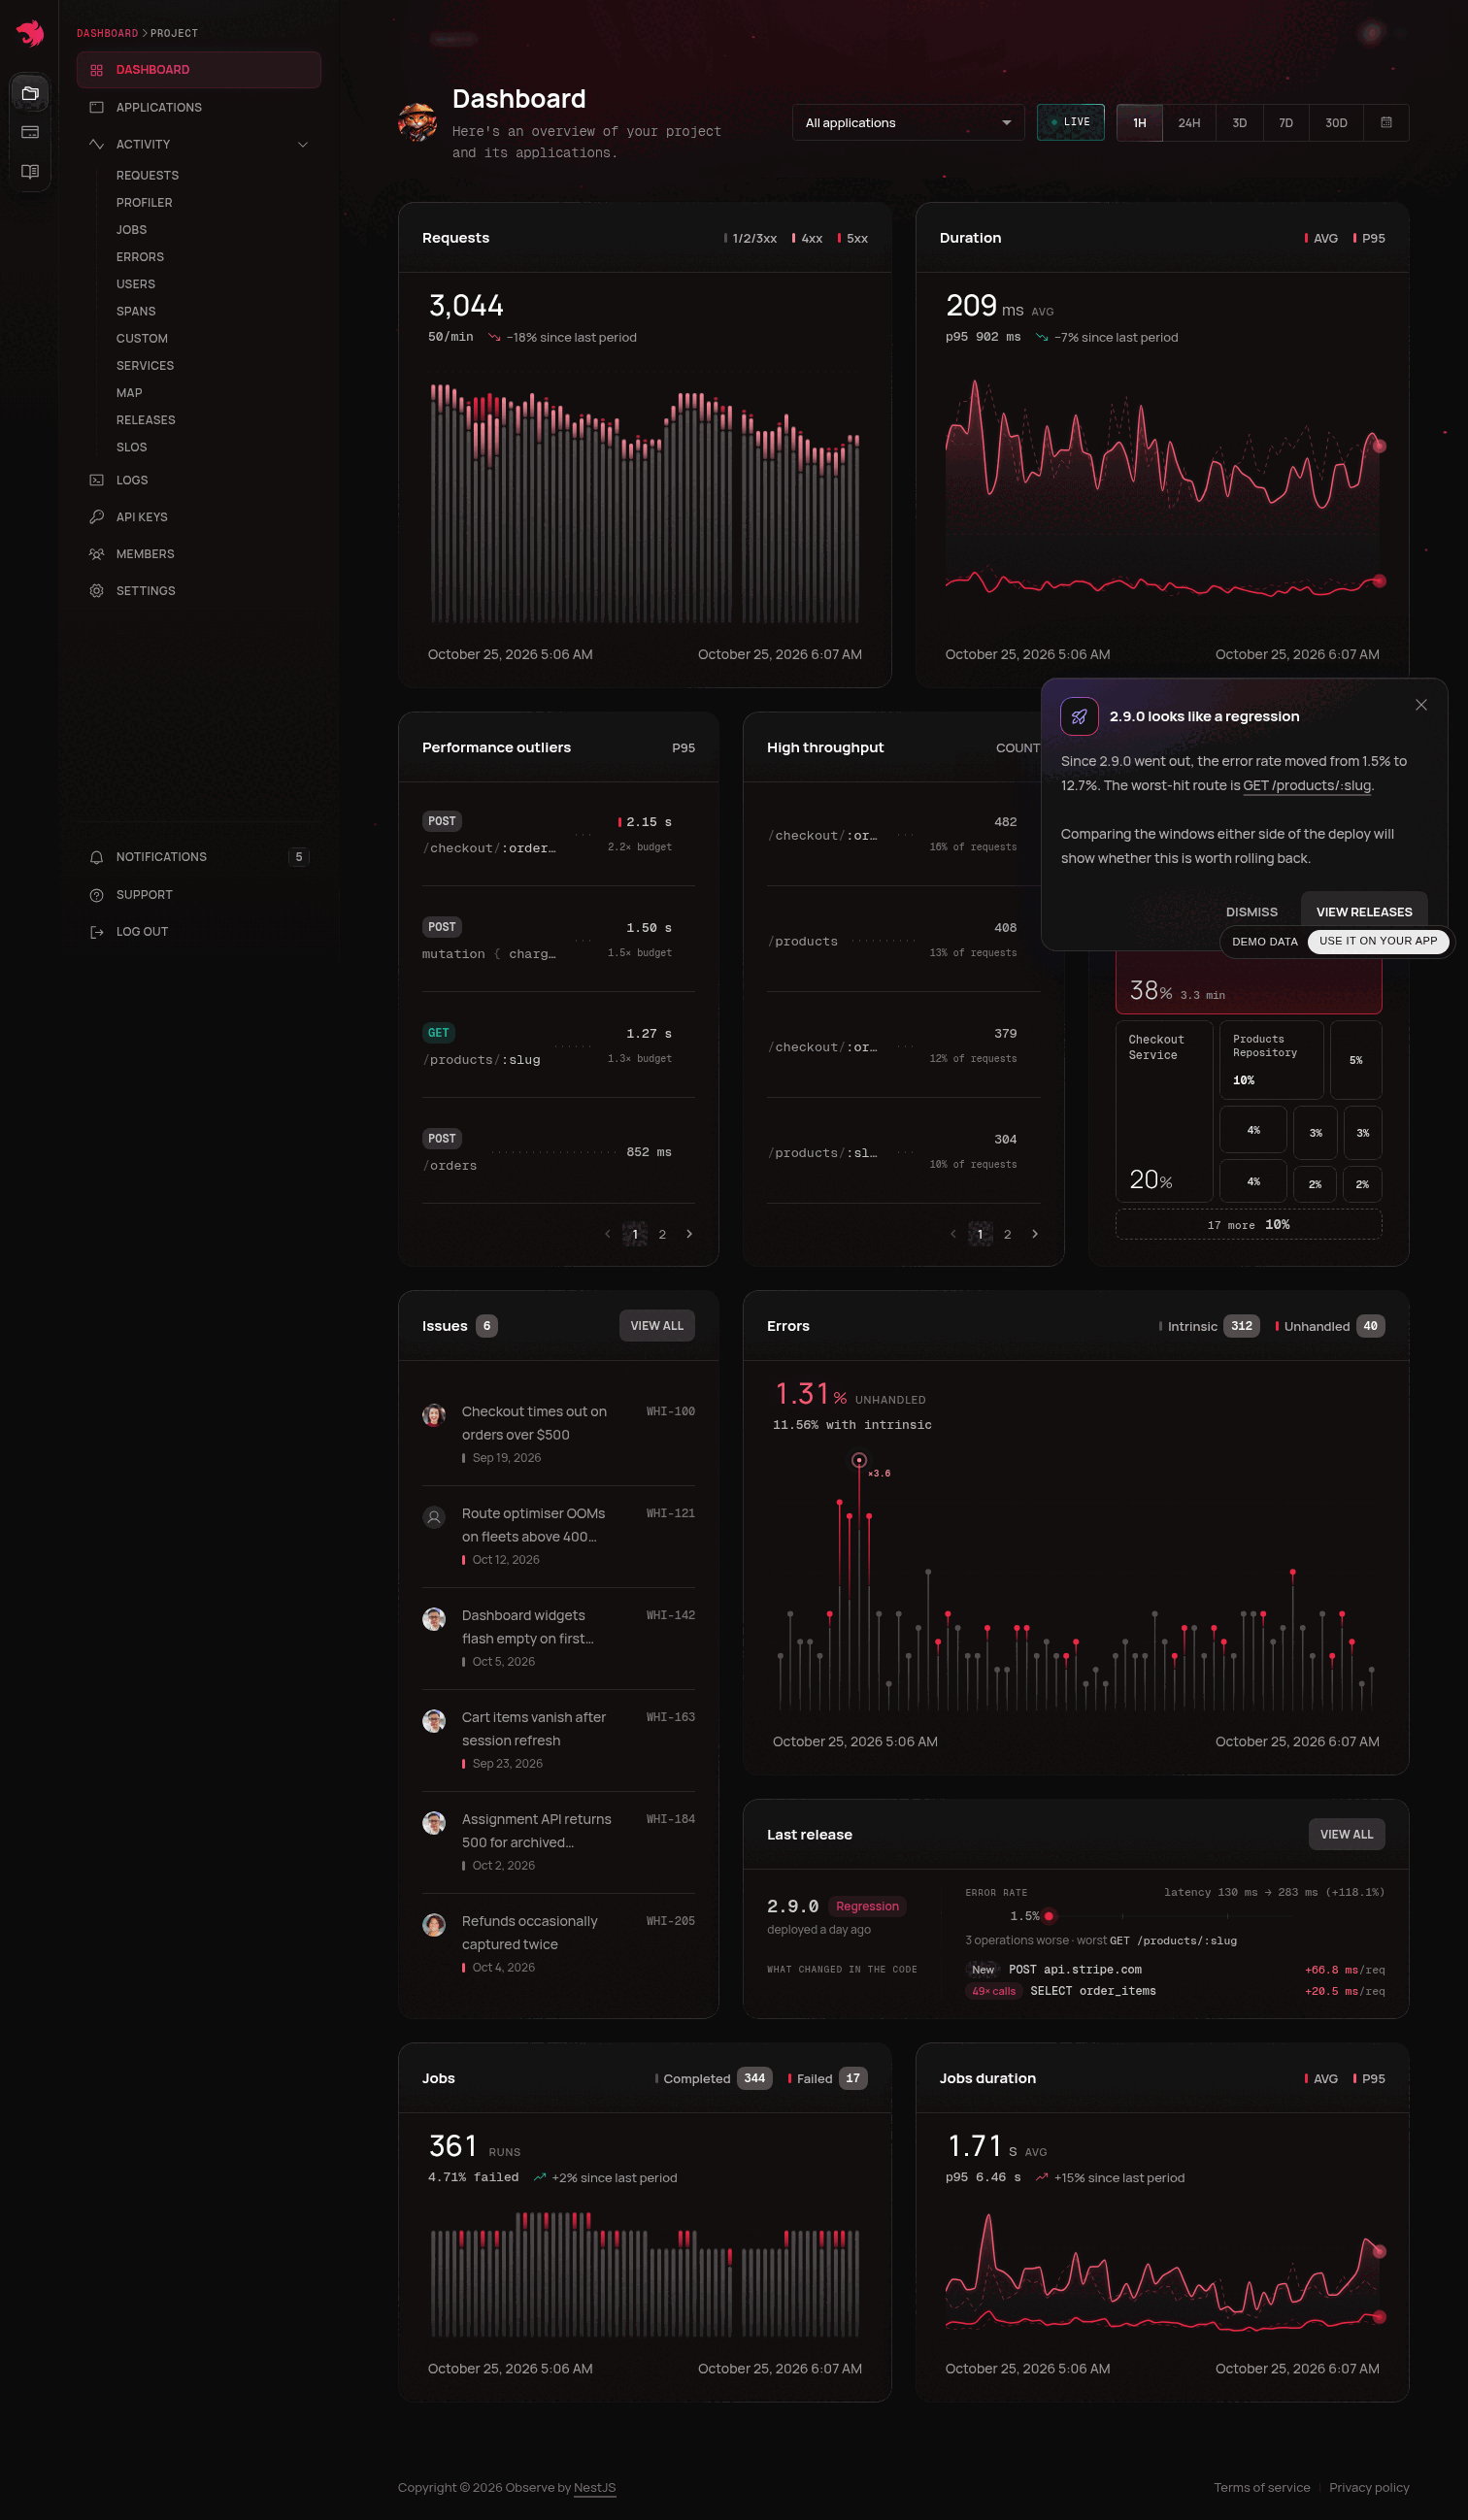 DASHBOARD > PROJECT
DASHBOARD
APPLICATIONS
ACTIVITY
REQUESTS
PROFILER
JOBS
ERRORS
USERS
SPANS
CUSTOM
SERVICES
MAP
RELEASES
SLOS
LOGS
API KEYS
MEMBERS
SETTINGS
NOTIFICATIONS 5
SUPPORT
LOG OUT
Dashboard
Here's an overview of your project
and its applications.
All applications
LIVE
1H 24H 3D 7D 30D
Requests 1/2/3xx 4xx 5xx
3,044
50/min −18% since last period
October 25, 2026 5:06 AM October 25, 2026 6:07 AM
Duration AVG P95
209 ms AVG
p95 902 ms −7% since last period
October 25, 2026 5:06 AM October 25, 2026 6:07 AM
Performance outliers P95
POST 2.15 s
/checkout/:order… 2.2× budget
POST 1.50 s
mutation { charg… 1.5× budget
GET 1.27 s
/products/:slug 1.3× budget
POST
852 ms
/orders
1 2
High throughput COUNT
482
/checkout/:or…
16% of requests
408
/products
13% of requests
379
/checkout/:or…
12% of requests
304
/products/:sl…
10% of requests
1 2
2.9.0 looks like a regression
Since 2.9.0 went out, the error rate moved from 1.5% to
12.7%. The worst-hit route is GET /products/:slug.
Comparing the windows either side of the deploy will
show whether this is worth rolling back.
DISMISS VIEW RELEASES
DEMO DATA USE IT ON YOUR APP
38% 3.3 min
Checkout
Service
20%
Products
Repository
10%
5%
4% 3% 3%
4% 2% 2%
17 more 10%
Issues 6 VIEW ALL
Checkout times out on WHI-100
orders over $500
Sep 19, 2026
Route optimiser OOMs WHI-121
on fleets above 400…
Oct 12, 2026
Dashboard widgets WHI-142
flash empty on first…
Oct 5, 2026
Cart items vanish after WHI-163
session refresh
Sep 23, 2026
Assignment API returns WHI-184
500 for archived…
Oct 2, 2026
Refunds occasionally WHI-205
captured twice
Oct 4, 2026
Errors Intrinsic 312 Unhandled 40
1.31% UNHANDLED
11.56% with intrinsic
×3.6
October 25, 2026 5:06 AM October 25, 2026 6:07 AM
Last release VIEW ALL
2.9.0 Regression
deployed a day ago
ERROR RATE latency 130 ms → 283 ms (+118.1%)
1.5%
3 operations worse · worst GET /products/:slug
WHAT CHANGED IN THE CODE
New POST api.stripe.com +66.8 ms/req
49× calls SELECT order_items +20.5 ms/req
Jobs Completed 344 Failed 17
361 RUNS
4.71% failed +2% since last period
October 25, 2026 5:06 AM October 25, 2026 6:07 AM
Jobs duration AVG P95
1.71 s AVG
p95 6.46 s +15% since last period
October 25, 2026 5:06 AM October 25, 2026 6:07 AM
Copyright © 2026 Observe by NestJS
Terms of service Privacy policy